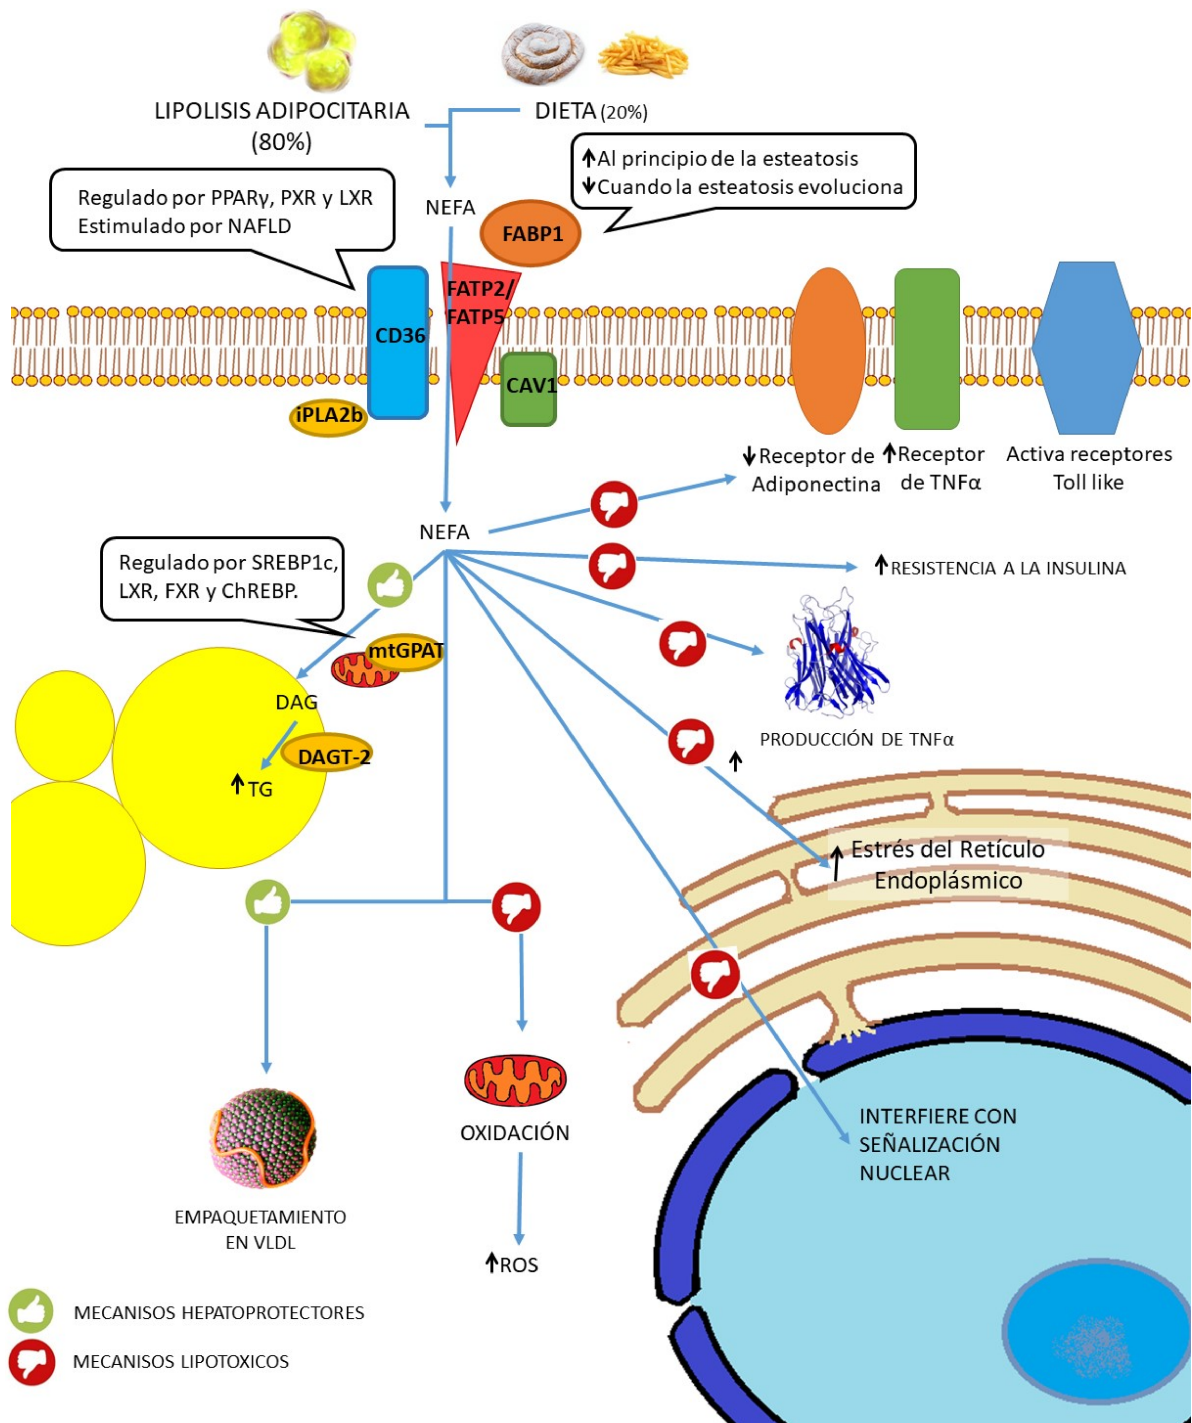 LIPOLISIS ADIPOCITARIA
(80%)
DIETA (20%)
↑Al principio de la esteatosis
↓Cuando la esteatosis evoluciona
Regulado por PPARγ, PXR y LXR
Estimulado por NAFLD
NEFA
FABP1
FATP2/
FATP5
CD36
CAV1
iPLA2b
↓Receptor de
Adiponectina
↑Receptor
de TNFα
Activa receptores
Toll like
NEFA
Regulado por SREBP1c,
LXR, FXR y ChREBP.
↑RESISTENCIA A LA INSULINA
mtGPAT
DAG
DAGT-2
↑TG
PRODUCCIÓN DE TNFα
↑
↑ Estrés del Retículo
Endoplásmico
OXIDACIÓN
INTERFIERE CON
SEÑALIZACIÓN
NUCLEAR
EMPAQUETAMIENTO
EN VLDL
↑ROS
MECANISOS HEPATOPROTECTORES
MECANISOS LIPOTOXICOS